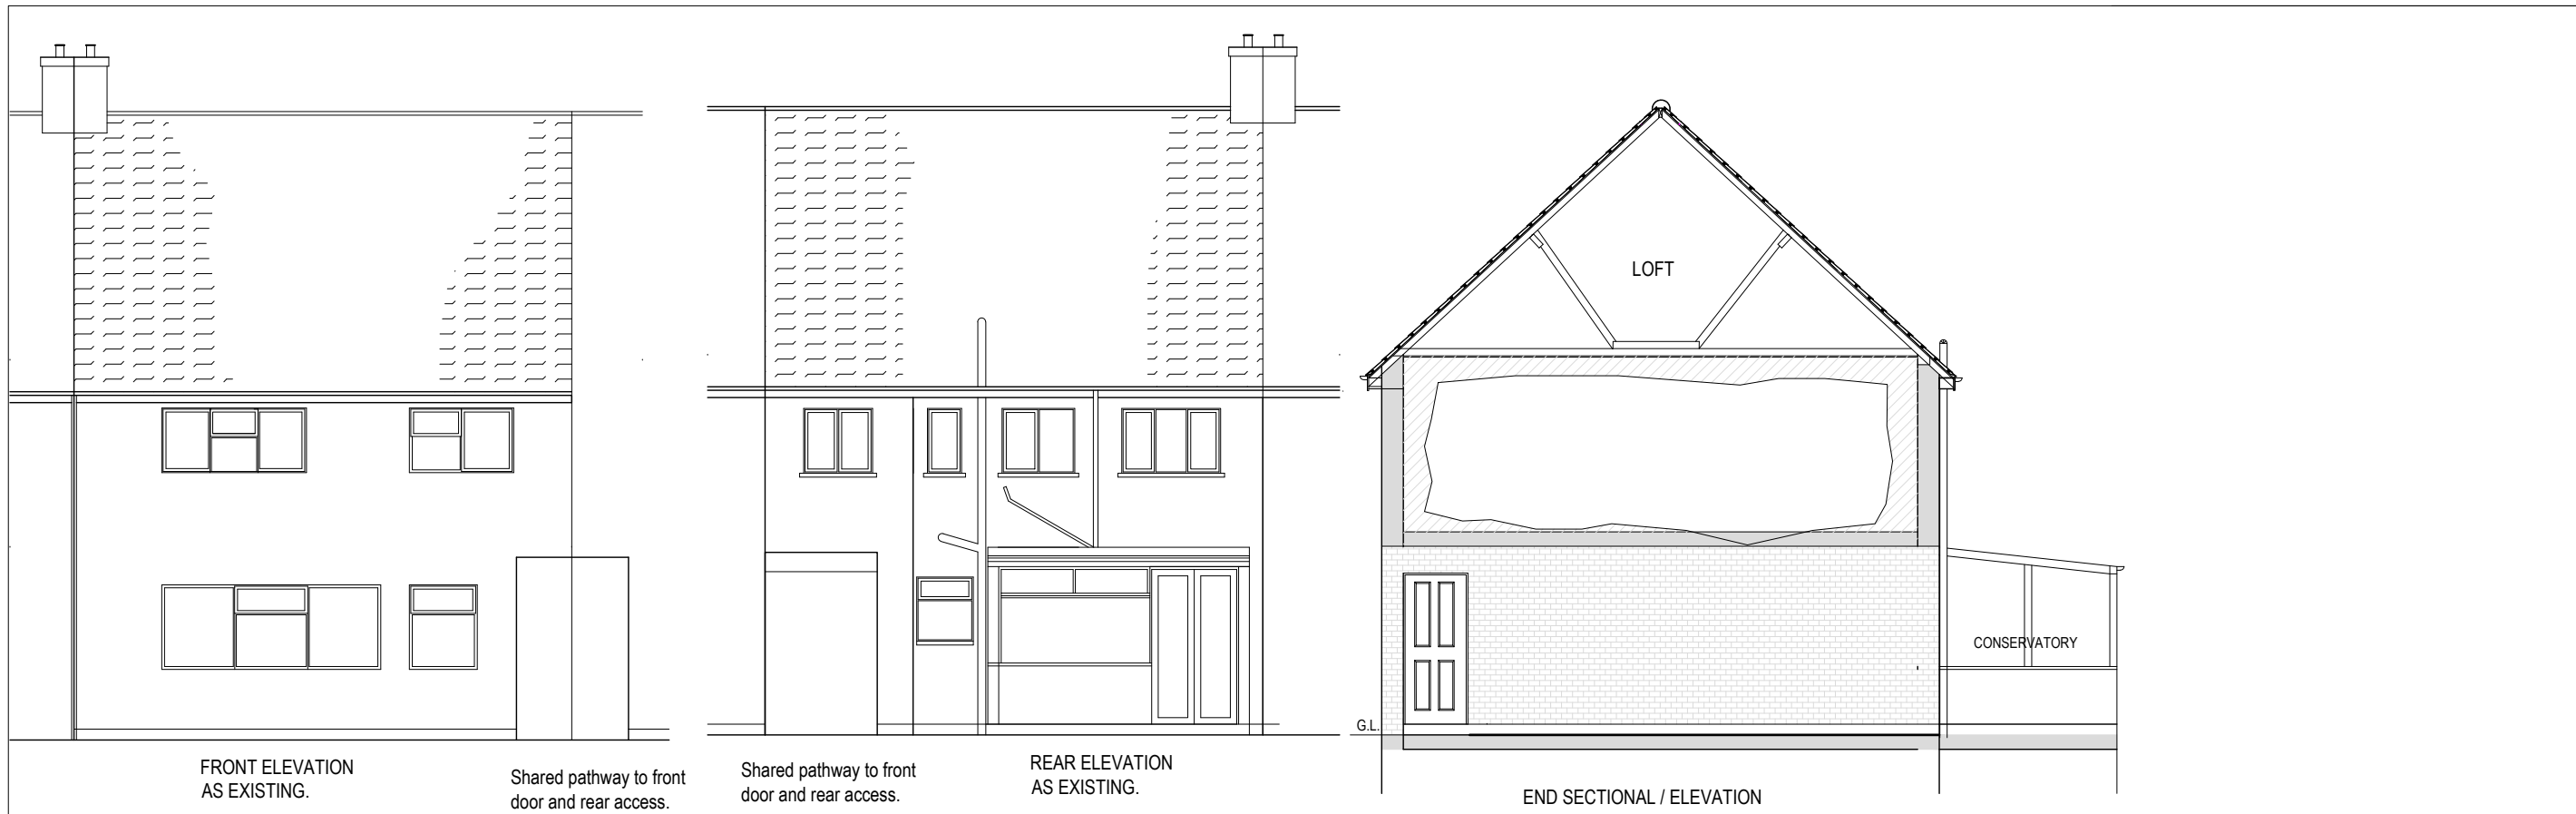 LOFT
CONSERVATORY
G.L.
FRONT ELEVATION
AS EXISTING.
Shared pathway to front
door and rear access.
Shared pathway to front
door and rear access.
REAR ELEVATION
AS EXISTING.
END SECTIONAL / ELEVATION